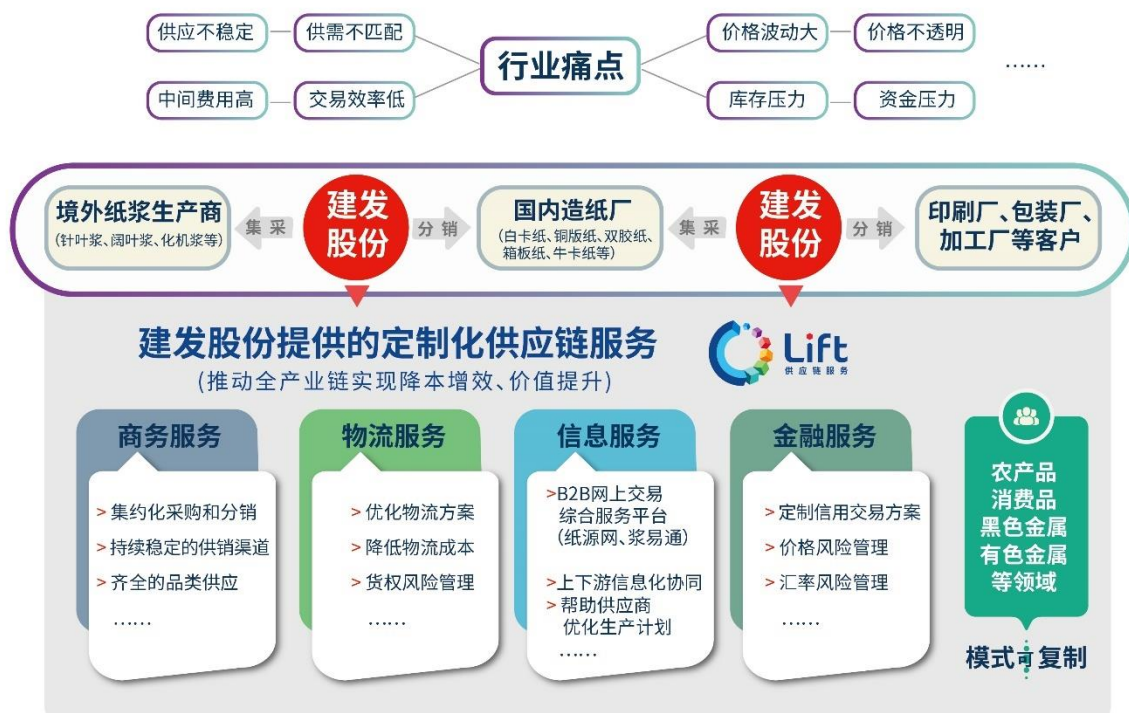 供应不稳定
供需不匹配
中间费用高
交易效率低
行业痛点
价格波动大
价格不透明
库存压力
资金压力
……
境外纸浆生产商
(针叶浆、阔叶浆、化机浆等)
集采
建发
股份
分销
国内造纸厂
(白卡纸、铜版纸、双胶纸、
箱板纸、牛卡纸等)
集采
建发
股份
分销
印刷厂、包装厂、
加工厂等客户
建发股份提供的定制化供应链服务
(推动全产业链实现降本增效、价值提升)
Lift
供应链服务
商务服务
>集约化采购和分销
>持续稳定的供销渠道
>齐全的品类供应
……
物流服务
>优化物流方案
>降低物流成本
>货权风险管理
……
信息服务
>B2B网上交易
综合服务平台
(纸源网、浆易通)
>上下游信息化协同
>帮助供应商
优化生产计划
……
金融服务
>定制信用交易方案
>价格风险管理
>汇率风险管理
……
农产品
消费品
黑色金属
有色金属
等领域
模式可复制